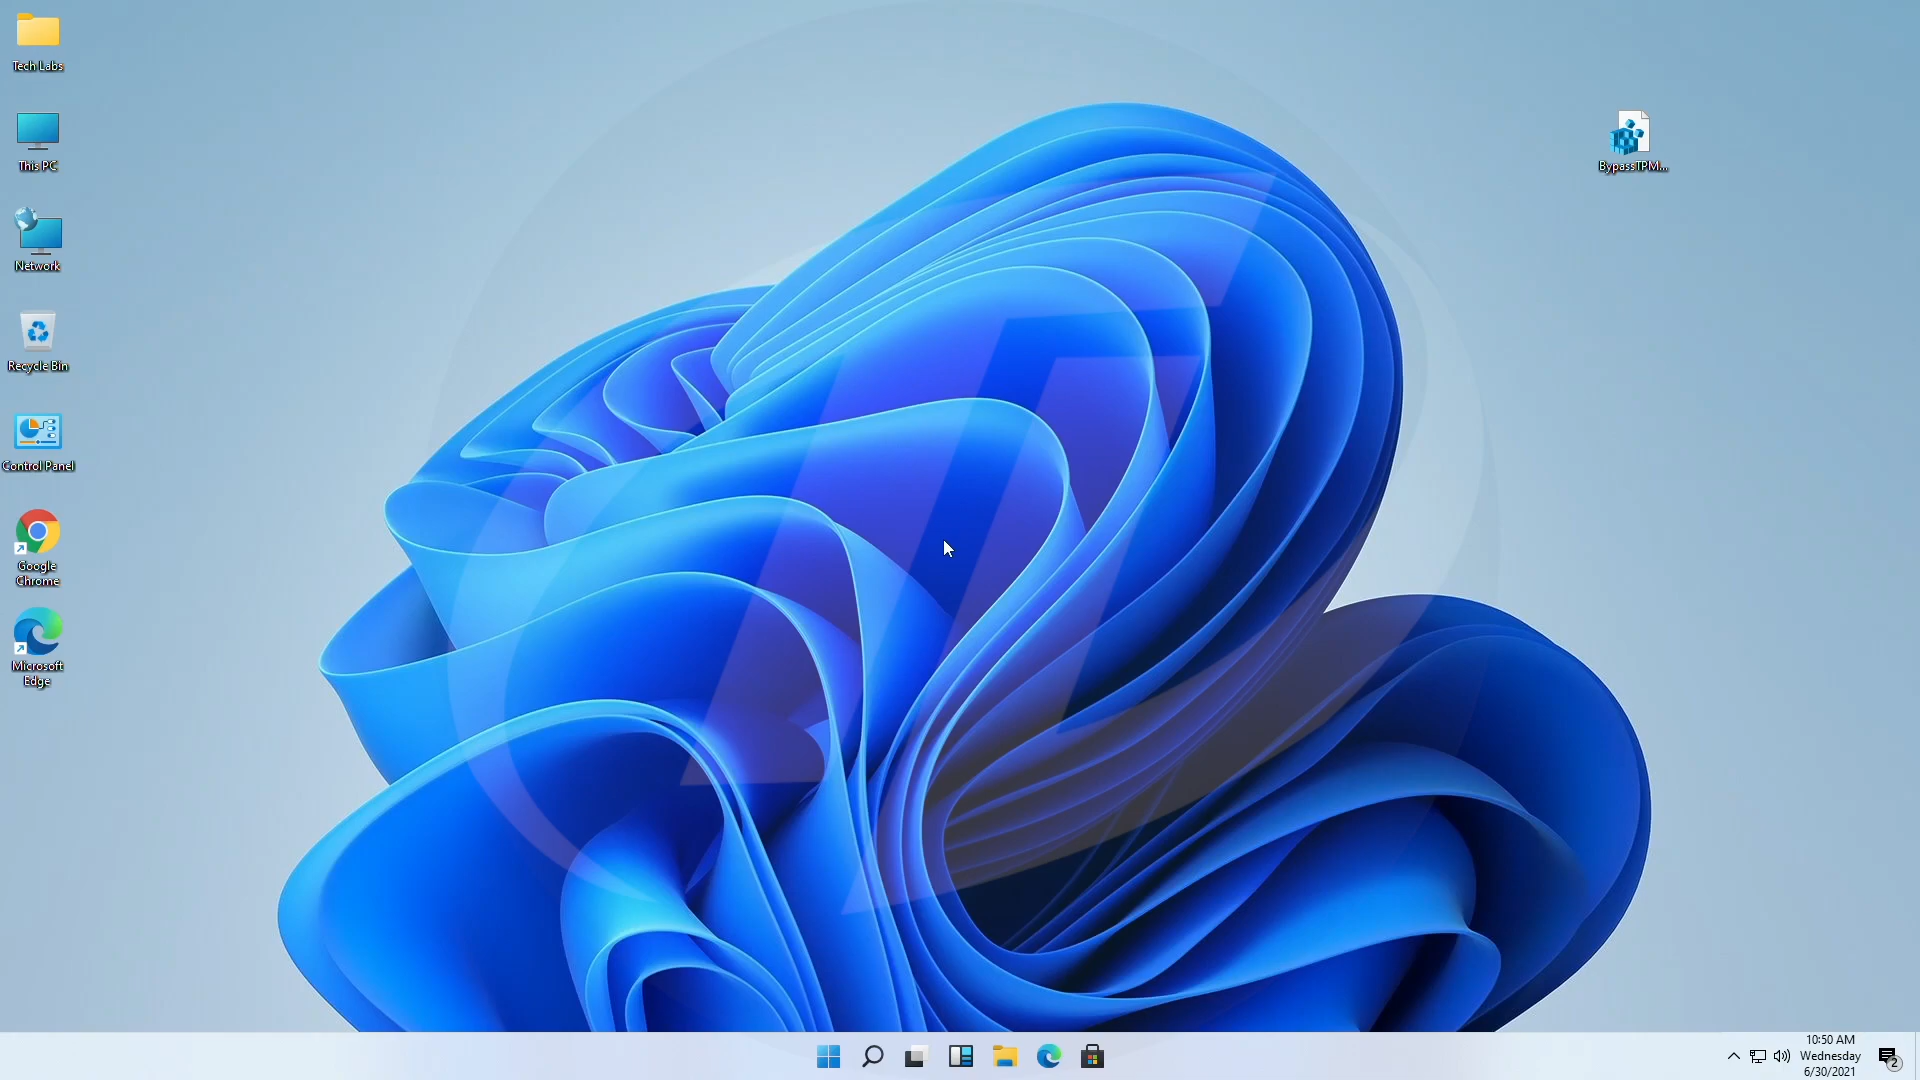 Tech Labs
This PC
Network
Recycle Bin
Control Panel
Google
Chrome
Microsoft
Edge
BypassTPM...
10:50 AM
Wednesday
6/30/2021
2